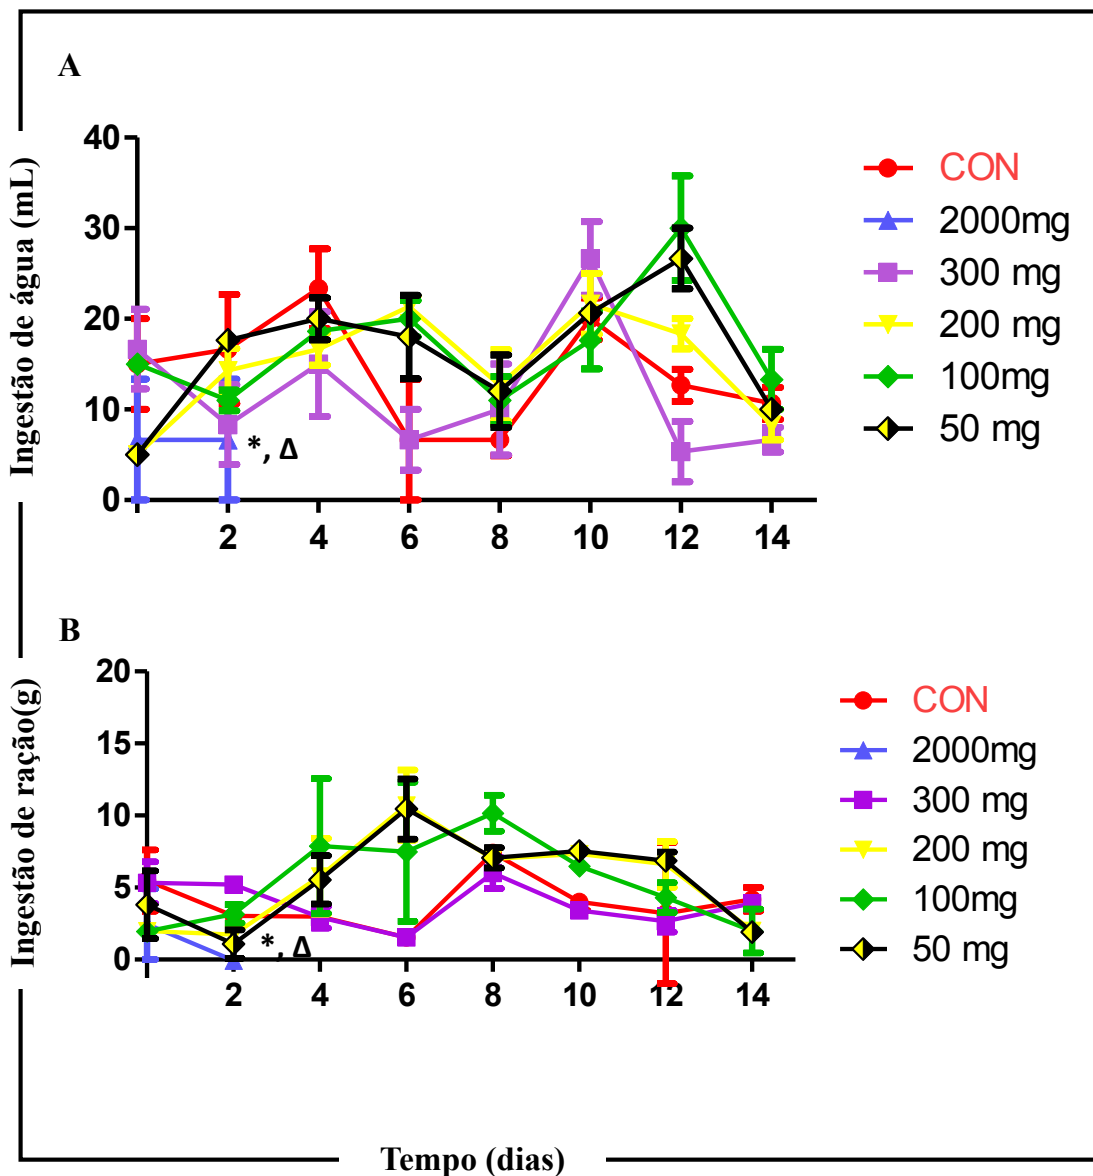 A
Ingestão de água (mL)
40
30
20
10
0
2 4 6 8 10 12 14
*, Δ
CON
2000mg
300 mg
200 mg
100mg
50 mg
B
Ingestão de ração(g)
20
15
10
5
0
2 4 6 8 10 12 14
*, Δ
CON
2000mg
300 mg
200 mg
100mg
50 mg
Tempo (dias)